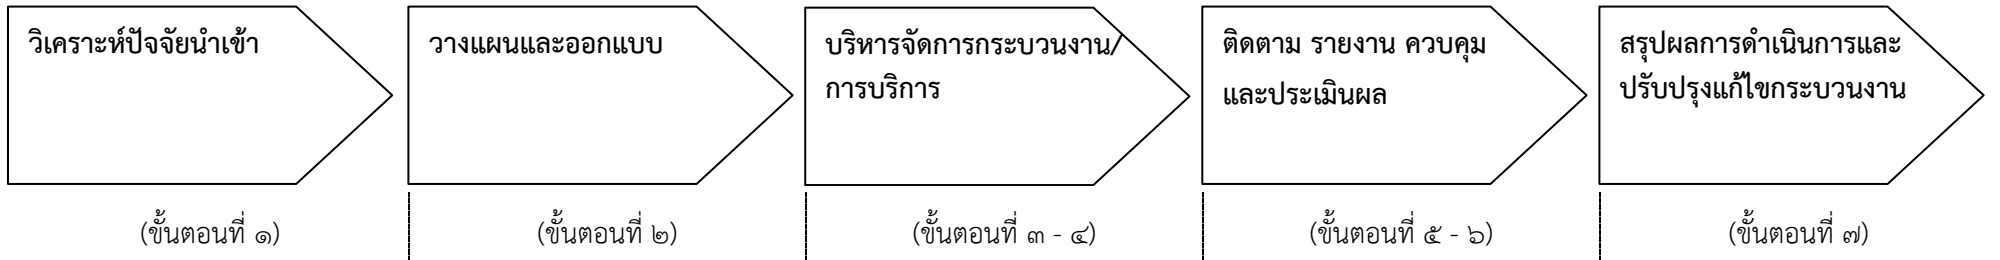 วิเคราะห์ปัจจัยนำเข้า
วางแผนและออกแบบ
บริหารจัดการกระบวนงาน/
การบริการ
ติดตาม รายงาน ควบคุม
และประเมินผล
สรุปผลการดำเนินการและ
ปรับปรุงแก้ไขกระบวนงาน
(ขั้นตอนที่ ๑)
(ขั้นตอนที่ ๒)
(ขั้นตอนที่ ๓ - ๔)
(ขั้นตอนที่ ๕ - ๖)
(ขั้นตอนที่ ๗)